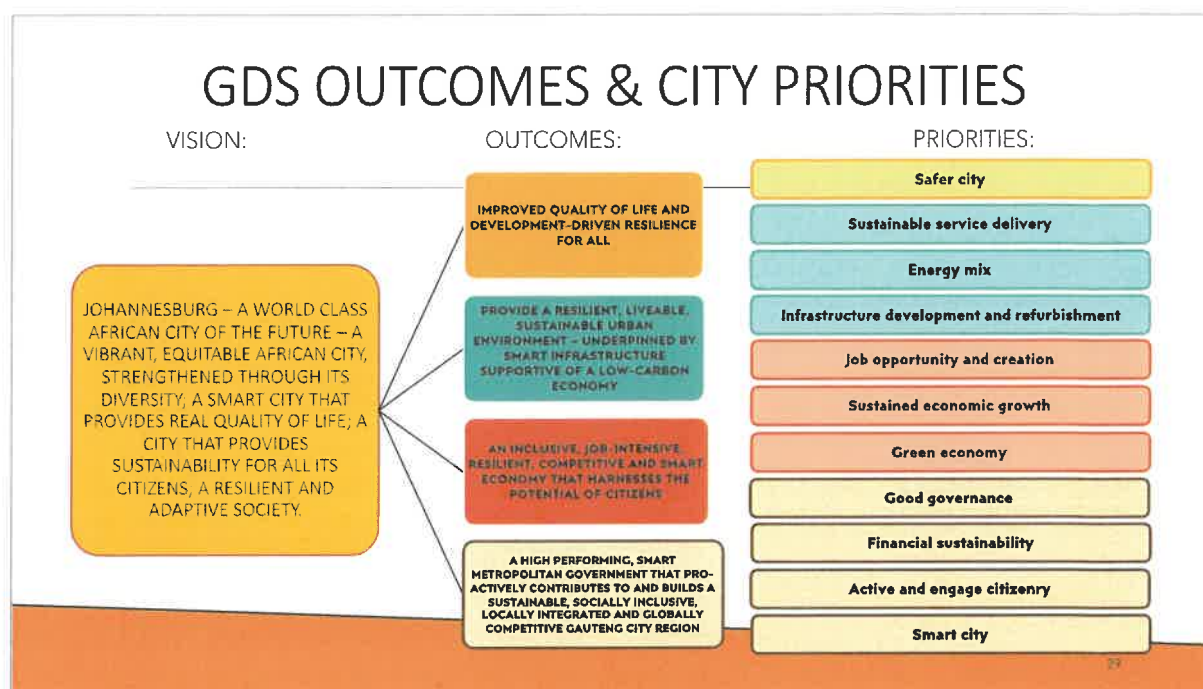 GDS OUTCOMES & CITY PRIORITIES
VISION:
OUTCOMES:
PRIORITIES:
JOHANNESBURG – A WORLD CLASS
AFRICAN CITY OF THE FUTURE – A
VIBRANT, EQUITABLE AFRICAN CITY,
STRENGTHENED THROUGH ITS
DIVERSITY; A SMART CITY THAT
PROVIDES REAL QUALITY OF LIFE; A
CITY THAT PROVIDES
SUSTAINABILITY FOR ALL ITS
CITIZENS; A RESILIENT AND
ADAPTIVE SOCIETY.
IMPROVED QUALITY OF LIFE AND
DEVELOPMENT-DRIVEN RESILIENCE
FOR ALL
PROVIDE A RESILIENT, LIVEABLE,
SUSTAINABLE URBAN
ENVIRONMENT – UNDERPINNED BY
SMART INFRASTRUCTURE
SUPPORTIVE OF A LOW-CARBON
ECONOMY
AN INCLUSIVE, JOB-INTENSIVE,
RESILIENT, COMPETITIVE AND SMART
ECONOMY THAT HARNESSES THE
POTENTIAL OF CITIZENS
A HIGH PERFORMING, SMART
METROPOLITAN GOVERNMENT THAT PRO-
ACTIVELY CONTRIBUTES TO AND BUILDS A
SUSTAINABLE, SOCIALLY INCLUSIVE,
LOCALLY INTEGRATED AND GLOBALLY
COMPETITIVE GAUTENG CITY REGION
Safer city
Sustainable service delivery
Energy mix
Infrastructure development and refurbishment
Job opportunity and creation
Sustained economic growth
Green economy
Good governance
Financial sustainability
Active and engage citizenry
Smart city
29